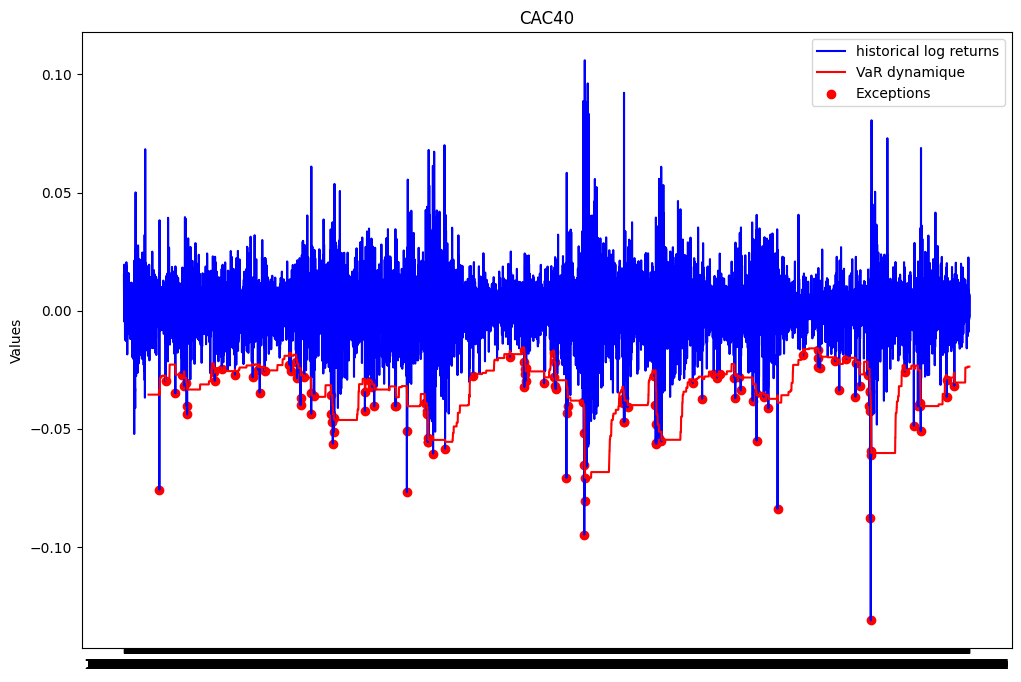 CAC40
historical log returns
VaR dynamique
Exceptions
Values
0.10
0.05
0.00
−0.05
−0.10